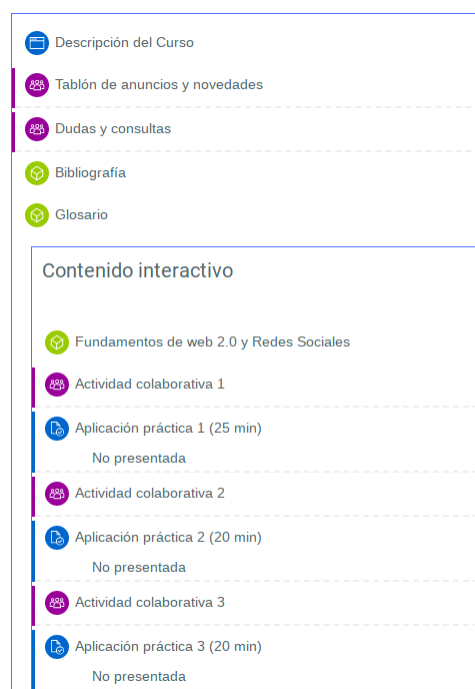 Descripción del Curso
Tablón de anuncios y novedades
Dudas y consultas
Bibliografía
Glosario
Contenido interactivo
Fundamentos de web 2.0 y Redes Sociales
Actividad colaborativa 1
Aplicación práctica 1 (25 min)
No presentada
Actividad colaborativa 2
Aplicación práctica 2 (20 min)
No presentada
Actividad colaborativa 3
Aplicación práctica 3 (20 min)
No presentada